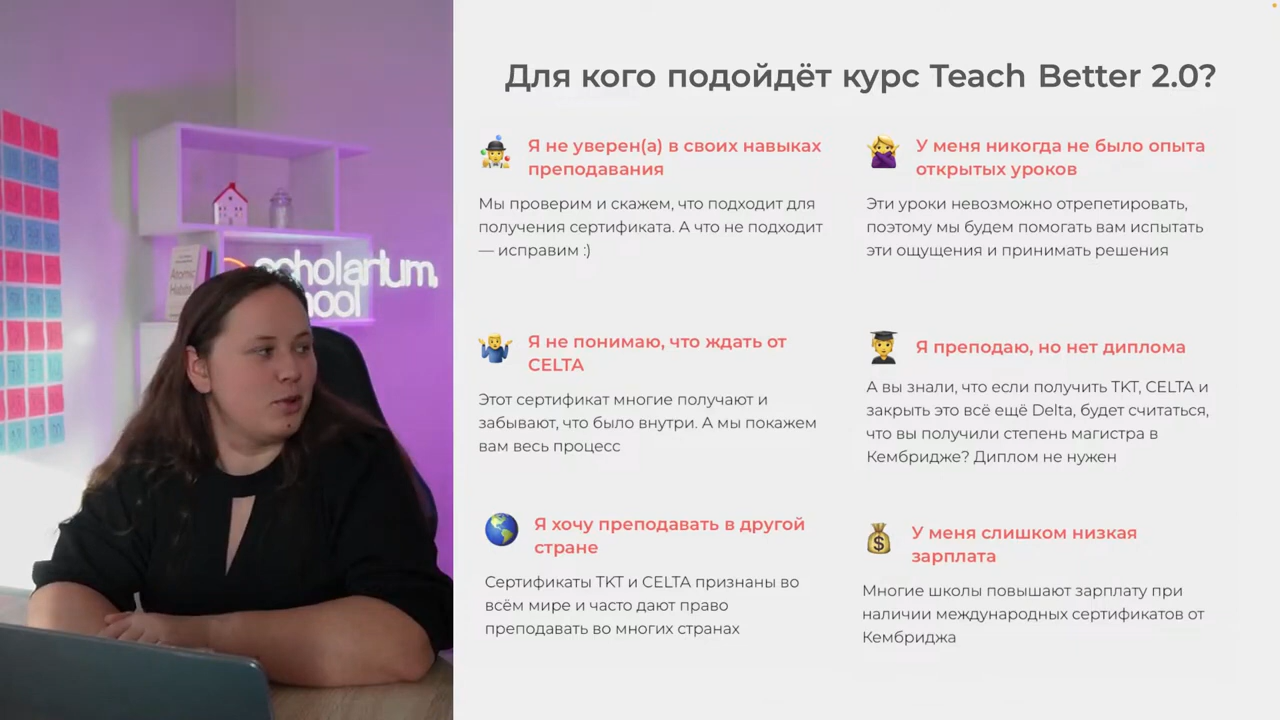 Для кого подойдёт курс Teach Better 2.0?
Я не уверен(а) в своих навыках
преподавания
Мы проверим и скажем, что подходит для
получения сертификата. А что не подходит
— исправим :)
У меня никогда не было опыта
открытых уроков
Эти уроки невозможно отрепетировать,
поэтому мы будем помогать вам испытать
эти ощущения и принимать решения
Я не понимаю, что ждать от
CELTA
Этот сертификат многие получают и
забывают, что было внутри. А мы покажем
вам весь процесс
Я преподаю, но нет диплома
А вы знали, что если получить TKT, CELTA и
закрыть это всё ещё Delta, будет считаться,
что вы получили степень магистра в
Кембридже? Диплом не нужен
Я хочу преподавать в другой
стране
Сертификаты TKT и CELTA признаны во
всём мире и часто дают право
преподавать во многих странах
У меня слишком низкая
зарплата
Многие школы повышают зарплату при
наличии международных сертификатов от
Кембриджа
scholarium.
Atomic
Habits